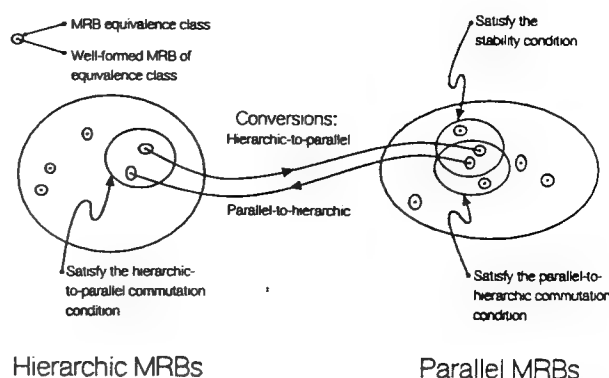 MRB equivalence class
Well-formed MRB of
equivalence class
Satisfy the
stability condition
Conversions:
Hierarchic-to-parallel
Parallel-to-hierarchic
Satisfy the hierarchic-
to-parallel commutation
condition
Satisfy the parallel-to-
hierarchic commutation
condition
Hierarchic MRBs
Parallel MRBs